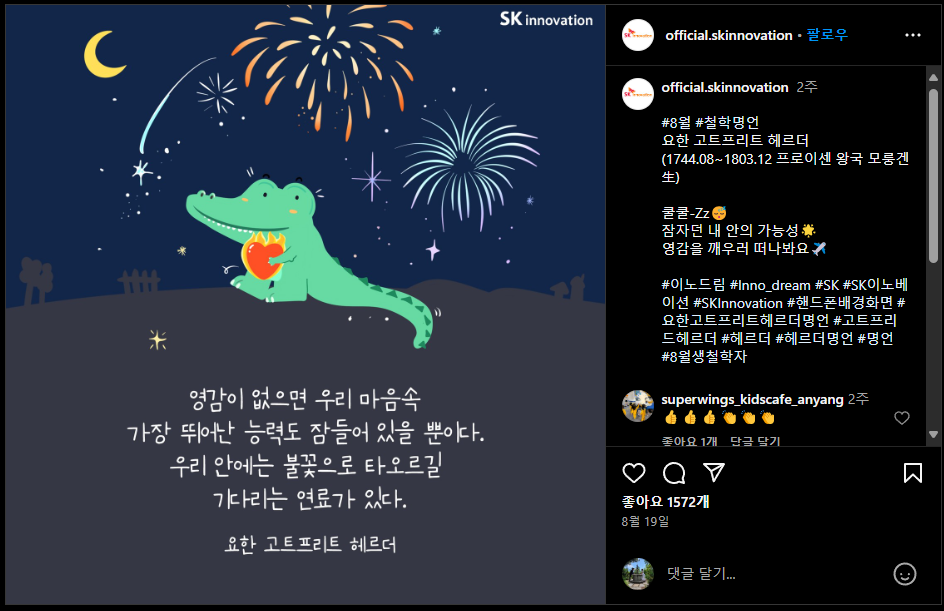 SK innovation
영감이 없으면 우리 마음속
가장 뛰어난 능력도 잠들어 있을 뿐이다.
우리 안에는 불꽃으로 타오르길
기다리는 연료가 있다.
요한 고트프리트 헤르더
official.skinnovation • 팔로우
official.skinnovation 2주
#8월 #철학명언
요한 고트프리트 헤르더
(1744.08~1803.12 프로이센 왕국 모룽겐
生)
쿨쿨-Zz😴
잠자던 내 안의 가능성🌟
영감을 깨우러 떠나봐요✈️
#이노드림 #Inno_dream #SK #SK이노베
이션 #SKInnovation #핸드폰배경화면 #
요한고트프리트헤르더명언 #고트프리
드헤르더 #헤르더 #헤르더명언 #명언
#8월생철학자
superwings_kidscafe_anyang 2주
👍👍👍👏👏👏
좋아요 1개 답글 달기
좋아요 1572개
8월 19일
댓글 달기...